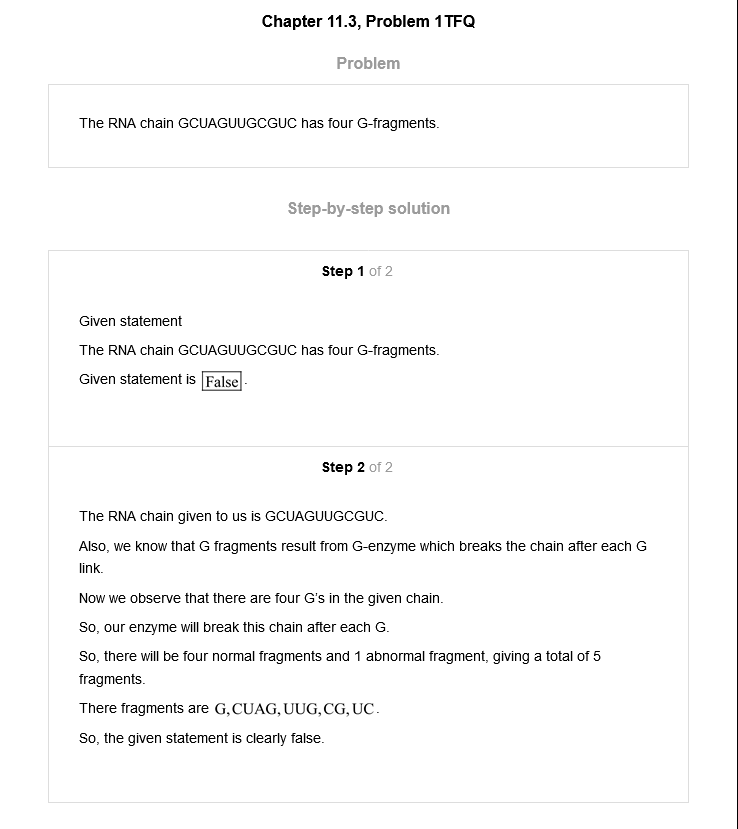 Chapter 11.3, Problem 1TFQ
Problem
The RNA chain GCUAGUUGCGUC has four G-fragments.
Step-by-step solution
Step 1 of 2
Given statement
The RNA chain GCUAGUUGCGUC has four G-fragments.
Given statement is False.
Step 2 of 2
The RNA chain given to us is GCUAGUUGCGUC.
Also, we know that G fragments result from G-enzyme which breaks the chain after each G
link.
Now we observe that there are four G's in the given chain.
So, our enzyme will break this chain after each G.
So, there will be four normal fragments and 1 abnormal fragment, giving a total of 5
fragments.
There fragments are G, CUAG, UUG, CG, UC.
So, the given statement is clearly false.